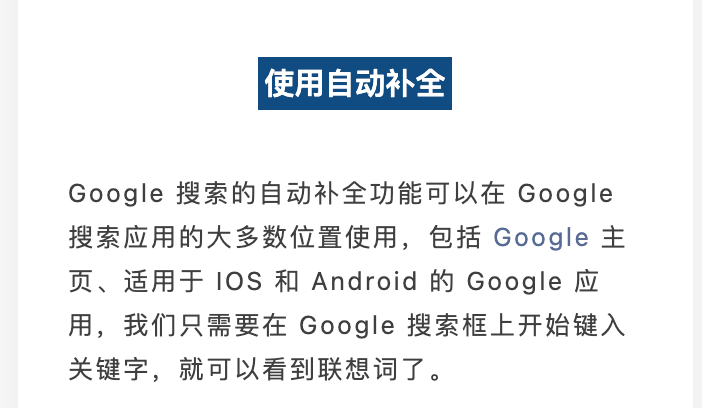 使用自动补全
Google 搜索的自动补全功能可以在 Google
搜索应用的大多数位置使用，包括 Google 主
页、适用于 IOS 和 Android 的 Google 应
用，我们只需要在 Google 搜索框上开始键入
关键字，就可以看到联想词了。